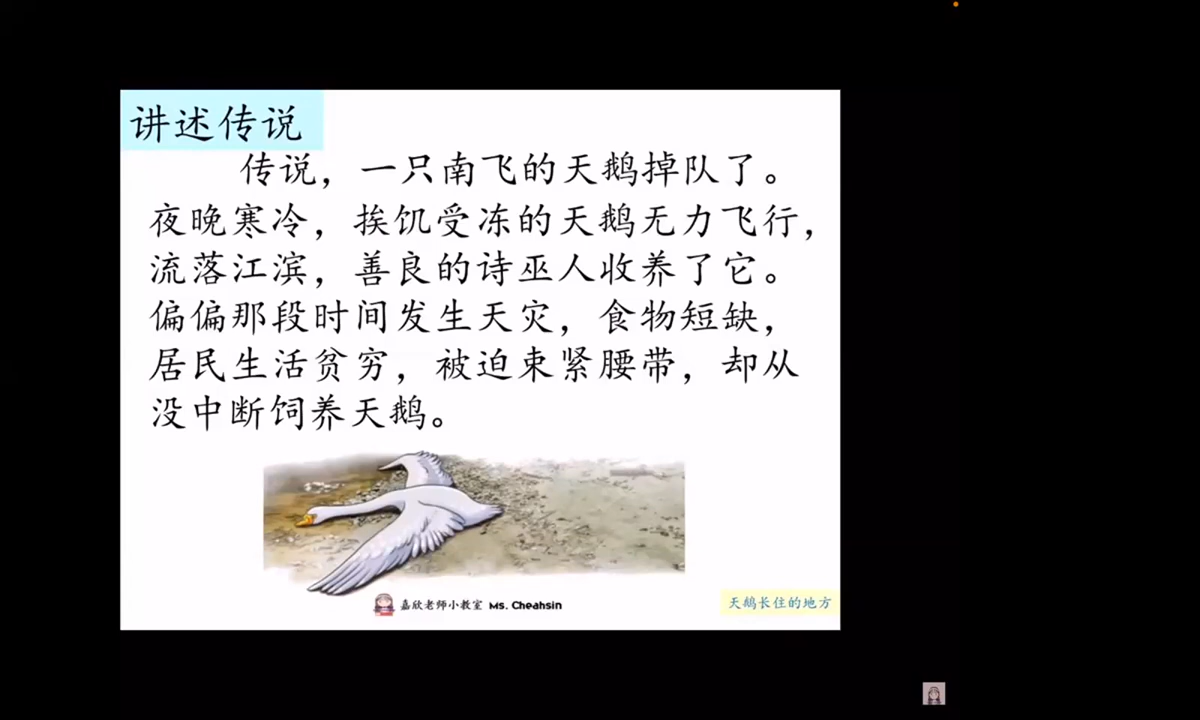 讲述传说
传说，一只南飞的天鹅掉队了。
夜晚寒冷，挨饥受冻的天鹅无力飞行，
流落江滨，善良的诗巫人收养了它。
偏偏那段时间发生天灾，食物短缺，
居民生活贫穷，被迫束紧腰带，却从
没中断饲养天鹅。
嘉欣老师小教室 Ms. Cheahsin
天鹅长住的地方